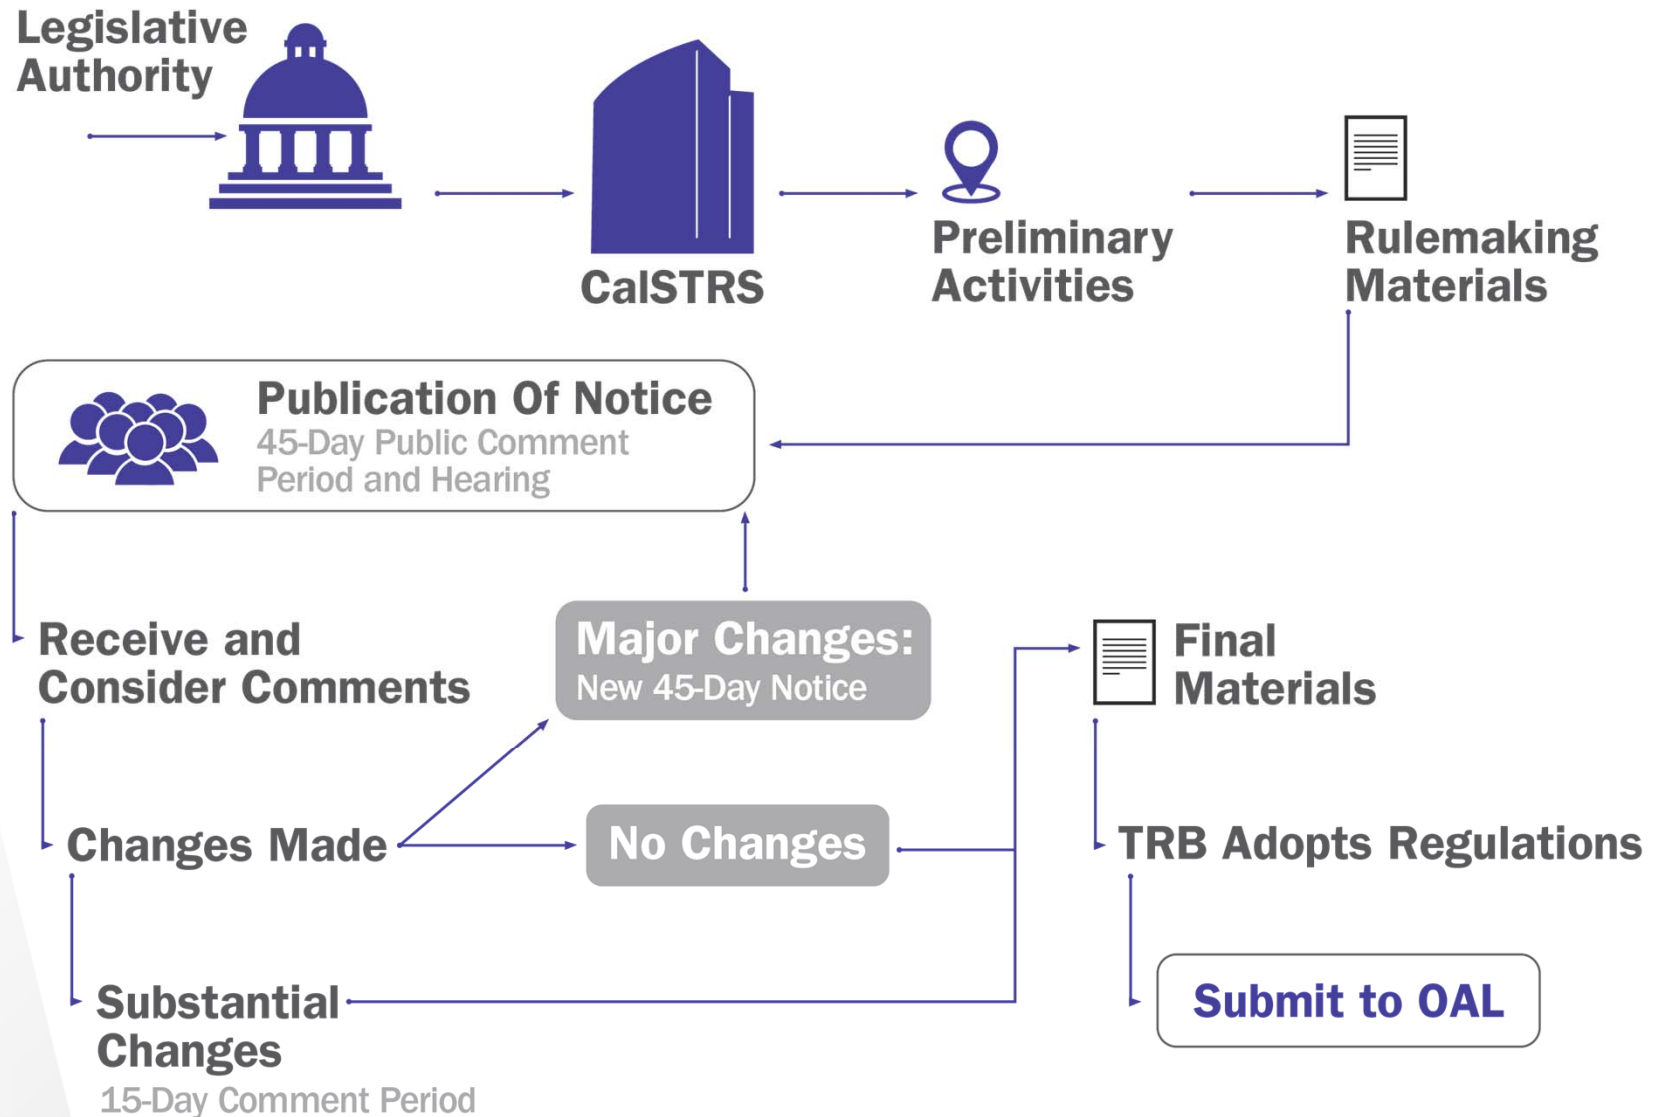 Legislative
Authority
CalSTRS
Preliminary
Activities
Rulemaking
Materials
Publication Of Notice
45-Day Public Comment
Period and Hearing
Receive and
Consider Comments
Major Changes:
New 45-Day Notice
Final
Materials
Changes Made
No Changes
TRB Adopts Regulations
Substantial
Changes
15-Day Comment Period
Submit to OAL